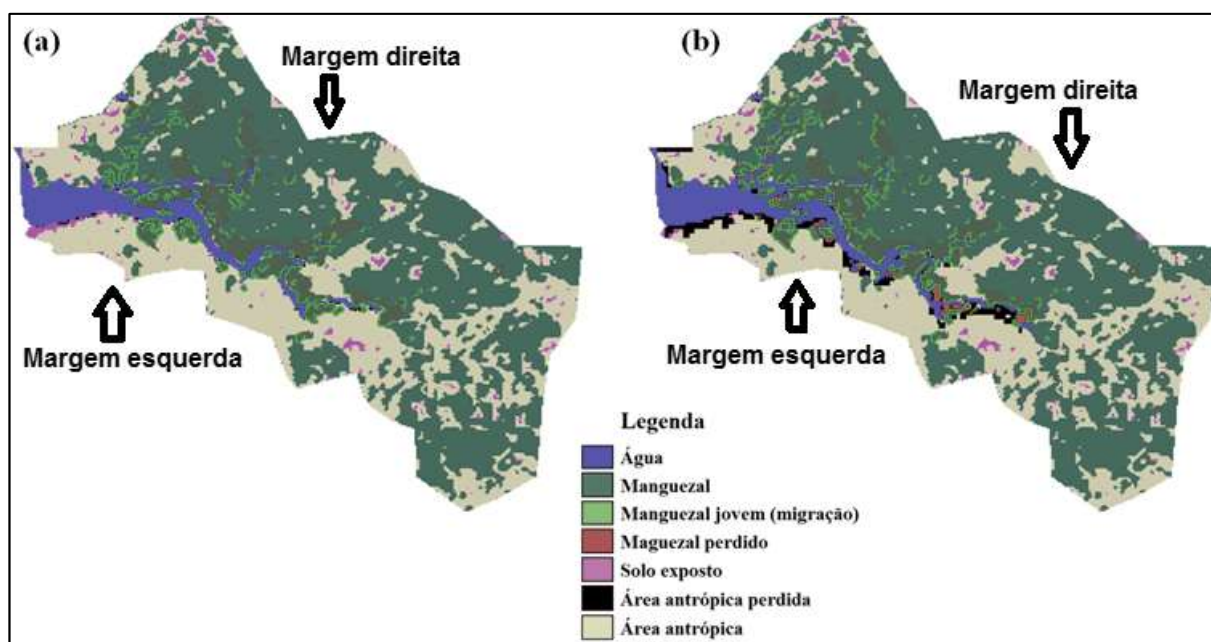 (a)
Margem direita
Margem esquerda
(b)
Margem direita
Margem esquerda
Legenda
Água
Manguezal
Manguezal jovem (migração)
Maguezal perdido
Solo exposto
Área antrópica perdida
Área antrópica